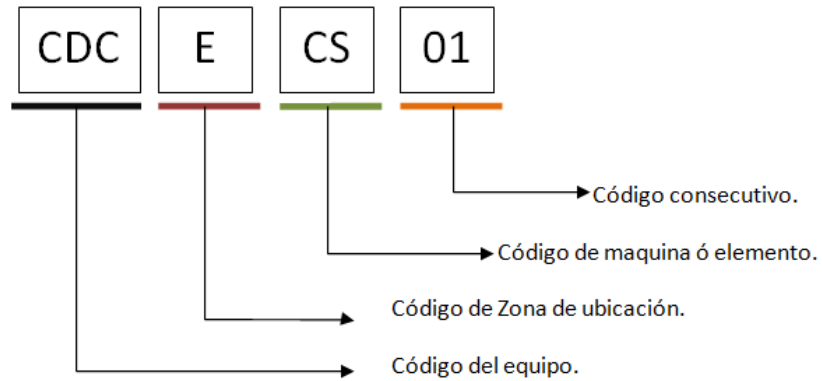 CDC E CS 01
Código consecutivo.
Código de maquina ó elemento.
Código de Zona de ubicación.
Código del equipo.